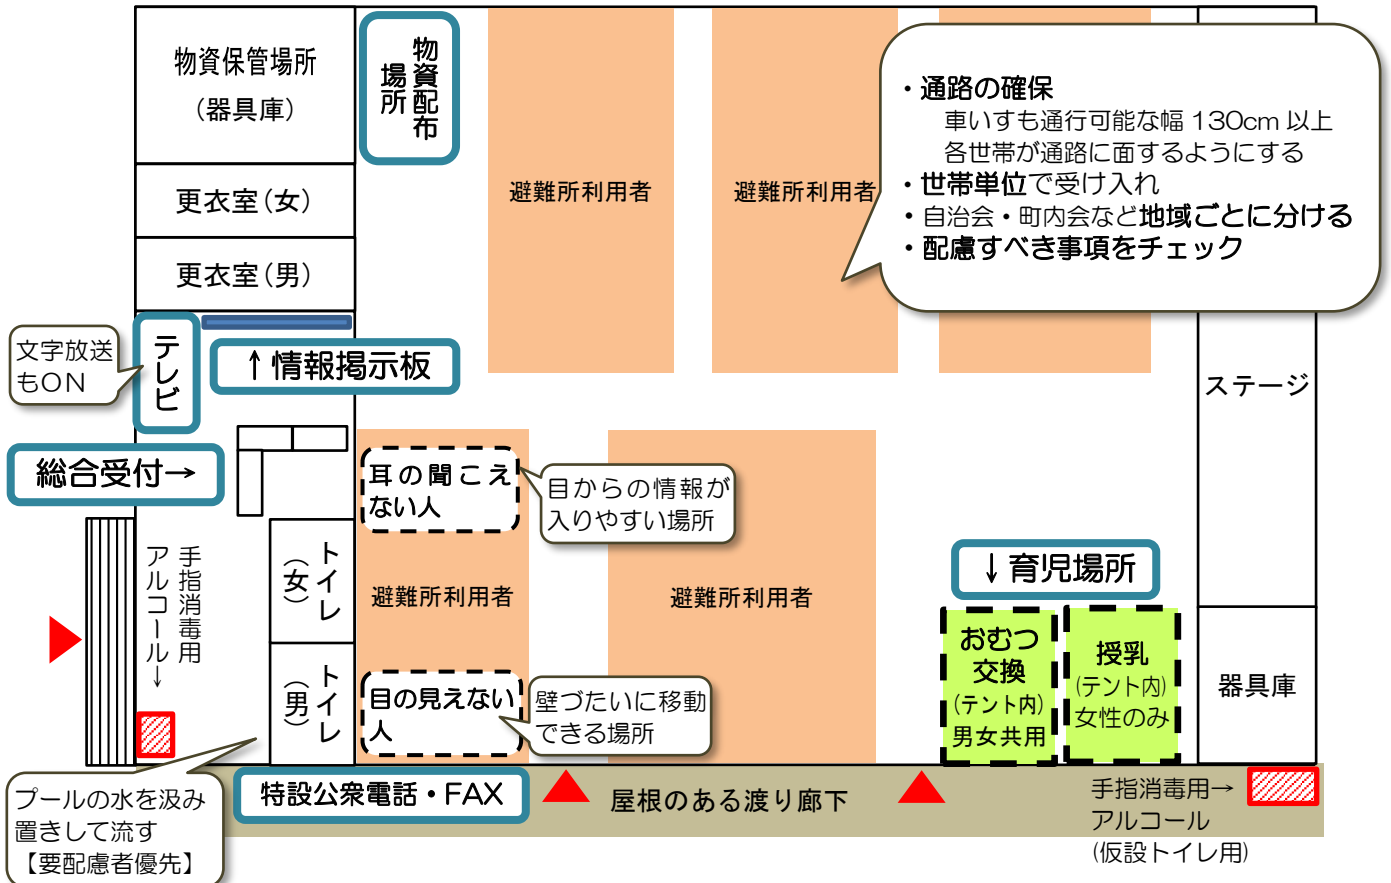 物資保管場所
(器具庫)
物資配布
場所
避難所利用者
避難所利用者
・通路の確保
車いすも通行可能な幅 130cm 以上
各世帯が通路に面するようにする
・世帯単位で受け入れ
・自治会・町内会など地域ごとに分ける
・配慮すべき事項をチェック
更衣室(女)
更衣室(男)
文字放送
もON
テレビ
↑情報掲示板
ステージ
総合受付→
耳の聞こえ
ない人
目からの情報が
入りやすい場所
手指消毒用
アルコール→
トイレ
(女)
避難所利用者
避難所利用者
↓育児場所
おむつ
交換
(テント内)
男女共用
授乳
(テント内)
女性のみ
器具庫
トイレ
(男)
目の見えない
人
壁づたいに移動
できる場所
プールの水を汲み
置きして流す
【要配慮者優先】
特設公衆電話・FAX
屋根のある渡り廊下
手指消毒用→
アルコール
(仮設トイレ用)